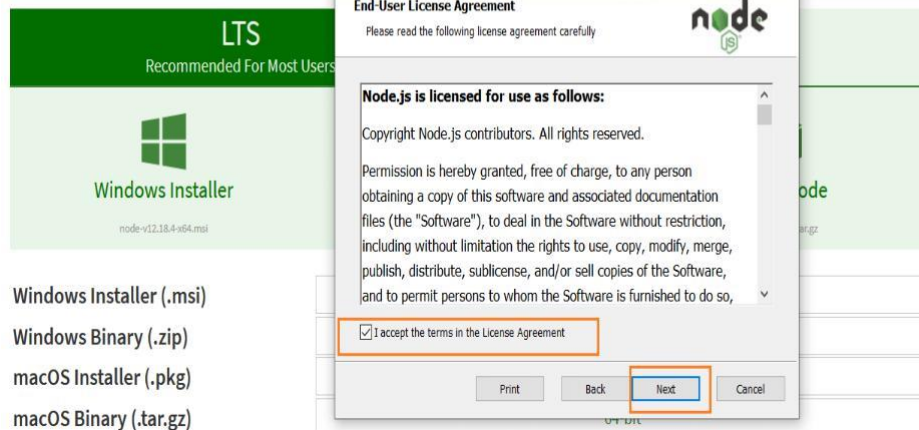 End-User License Agreement
Please read the following license agreement carefully
node
JS
LTS
Recommended For Most Users
Windows Installer
node-v12.18.4-x64.msi
Node.js is licensed for use as follows:
Copyright Node.js contributors. All rights reserved.
Permission is hereby granted, free of charge, to any person
obtaining a copy of this software and associated documentation
files (the "Software"), to deal in the Software without restriction,
including without limitation the rights to use, copy, modify, merge,
publish, distribute, sublicense, and/or sell copies of the Software,
and to permit persons to whom the Software is furnished to do so,
I accept the terms in the License Agreement
Print Back Next Cancel
ode
ar.gz
Windows Installer (.msi)
Windows Binary (.zip)
macOS Installer (.pkg)
macOS Binary (.tar.gz)
64-bit